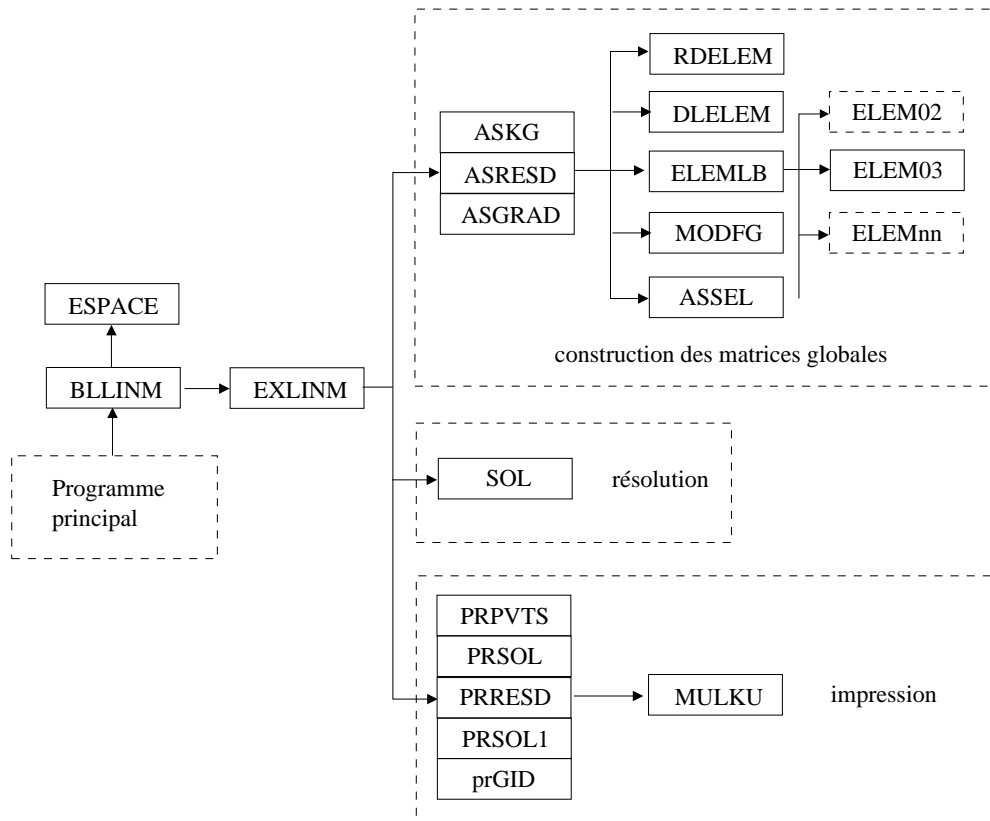 RDELEM
DLELEM
ELEM02
ASKG
ASRESD
ELEMLB
ELEM03
ASGRAD
MODFG
ELEMnn
ESPACE
ASSEL
construction des matrices globales
BLLINM
EXLINM
Programme
principal
SOL
résolution
PRPVTS
PRSOL
PRRESD
MULKU
impression
PRSOL1
prGID